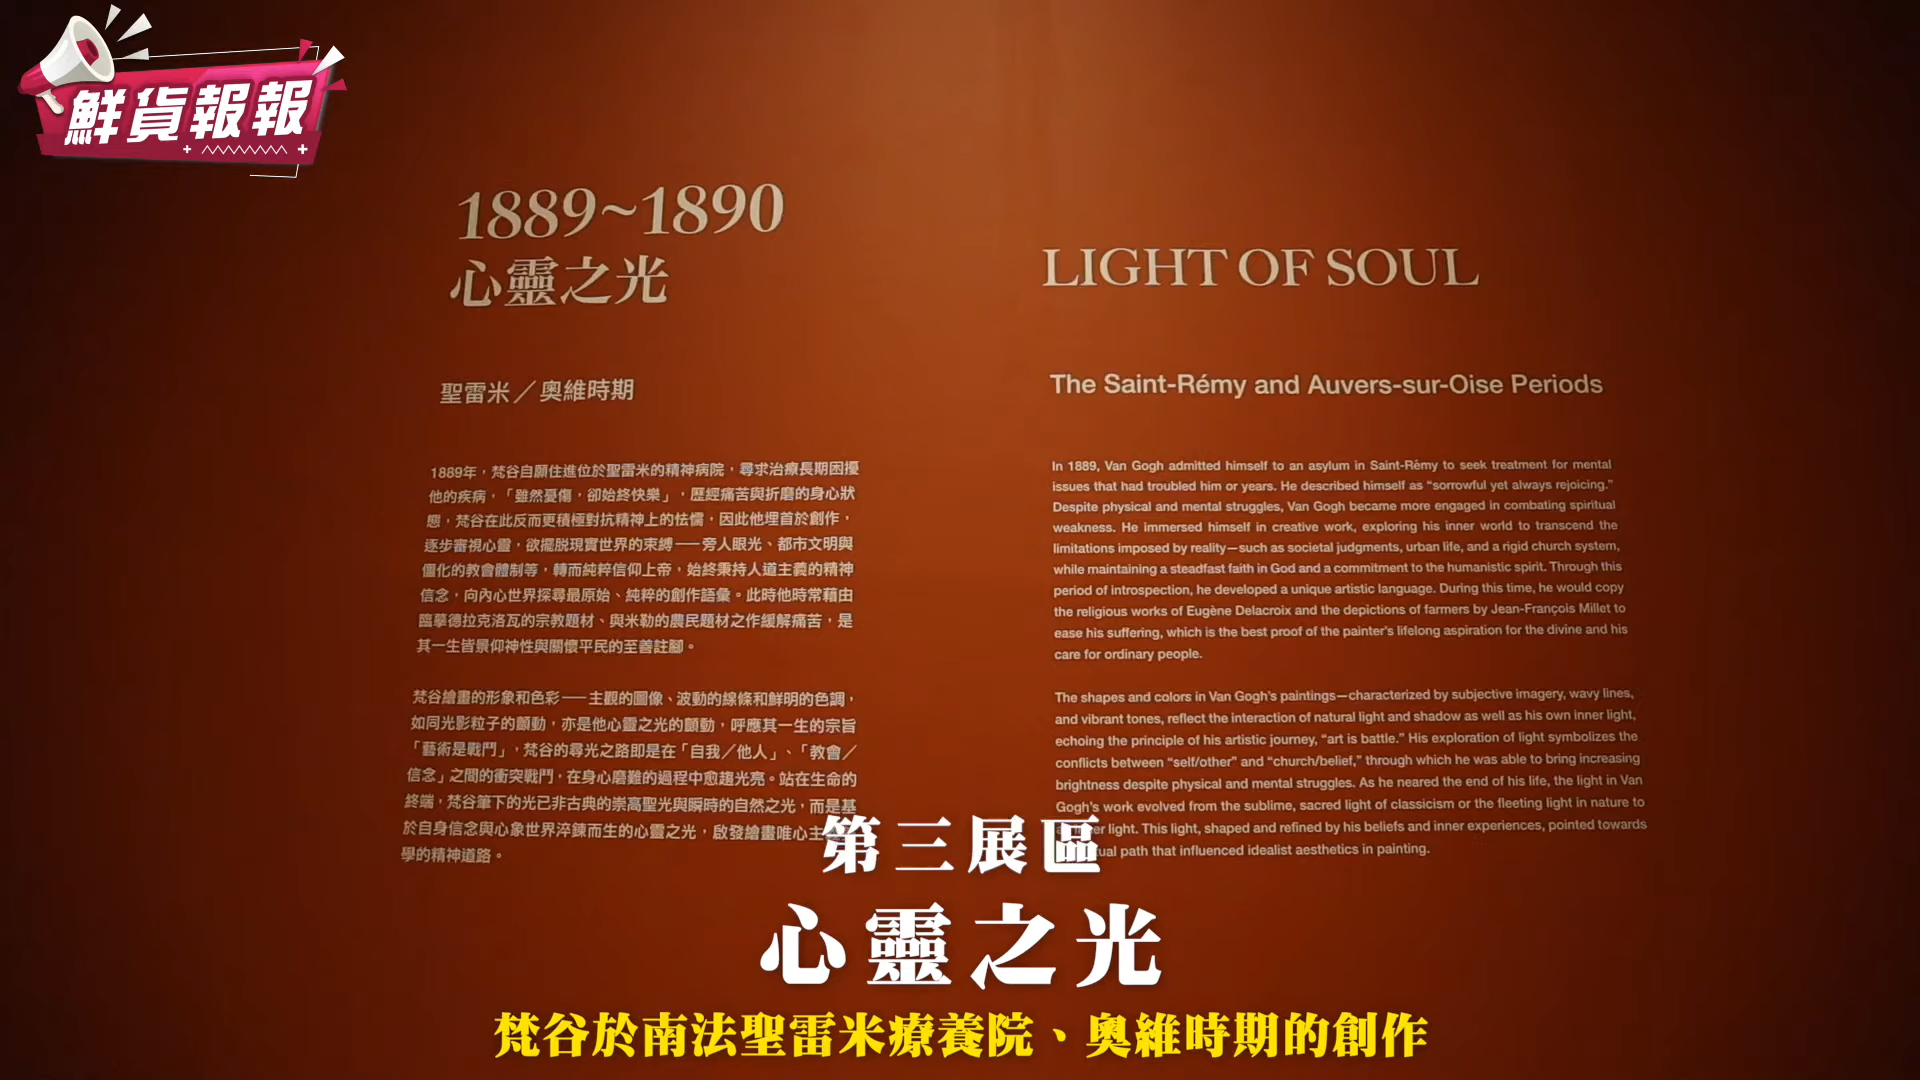 鮮貨報報
1889~1890
心靈之光
聖雷米／奧維時期
1889年，梵谷自願住進位於聖雷米的精神病院，尋求治療長期困擾
他的疾病，「雖然憂傷，卻始終快樂」，歷經痛苦與折磨的身心狀
態，梵谷在此反而更積極對抗精神上的怯懦，因此他埋首於創作，
逐步審視心靈，欲擺脱現實世界的束縛——旁人眼光、都市文明與
僵化的教會體制等，轉而純粹信仰上帝，始終秉持人道主義的精神
信念，向內心世界探尋最原始、純粹的創作語彙。此時他時常藉由
臨摹德拉克洛瓦的宗教題材、與米勒的農民題材之作緩解痛苦，是
其一生皆景仰神性與關懷平民的至善註腳。
梵谷繪畫的形象和色彩——主觀的圖像、波動的線條和鮮明的色調，
如同光影粒子的顫動，亦是他心靈之光的顫動，呼應其一生的宗旨
「藝術是戰鬥」，梵谷的尋光之路即是在「自我／他人」、「教會／
信念」之間的衝突戰鬥，在身心磨難的過程中愈趨光亮。站在生命的
終端，梵谷筆下的光已非古典的崇高聖光與瞬時的自然之光，而是基
於自身信念與心象世界淬鍊而生的心靈之光，啟發繪畫唯心主
學的精神道路。
LIGHT OF SOUL
The Saint-Rémy and Auvers-sur-Oise Periods
In 1889, Van Gogh admitted himself to an asylum in Saint-Rémy to seek treatment for mental
issues that had troubled him or years. He described himself as “sorrowful yet always rejoicing.”
Despite physical and mental struggles, Van Gogh became more engaged in combating spiritual
weakness. He immersed himself in creative work, exploring his inner world to transcend the
limitations imposed by reality—such as societal judgments, urban life, and a rigid church system,
while maintaining a steadfast faith in God and a commitment to the humanistic spirit. Through this
period of introspection, he developed a unique artistic language. During this time, he would copy
the religious works of Eugène Delacroix and the depictions of farmers by Jean-François Millet to
ease his suffering, which is the best proof of the painter's lifelong aspiration for the divine and his
care for ordinary people.
The shapes and colors in Van Gogh's paintings—characterized by subjective imagery, wavy lines,
and vibrant tones, reflect the interaction of natural light and shadow as well as his own inner light,
echoing the principle of his artistic journey, “art is battle.” His exploration of light symbolizes the
conflicts between “self/other” and “church/belief,” through which he was able to bring increasing
brightness despite physical and mental struggles. As he neared the end of his life, the light in Van
Gogh's work evolved from the sublime, sacred light of classicism or the fleeting light in nature to
light. This light, shaped and refined by his beliefs and inner experiences, pointed towards
path that influenced idealist aesthetics in painting.
第三展區
心靈之光
梵谷於南法聖雷米療養院、奧維時期的創作